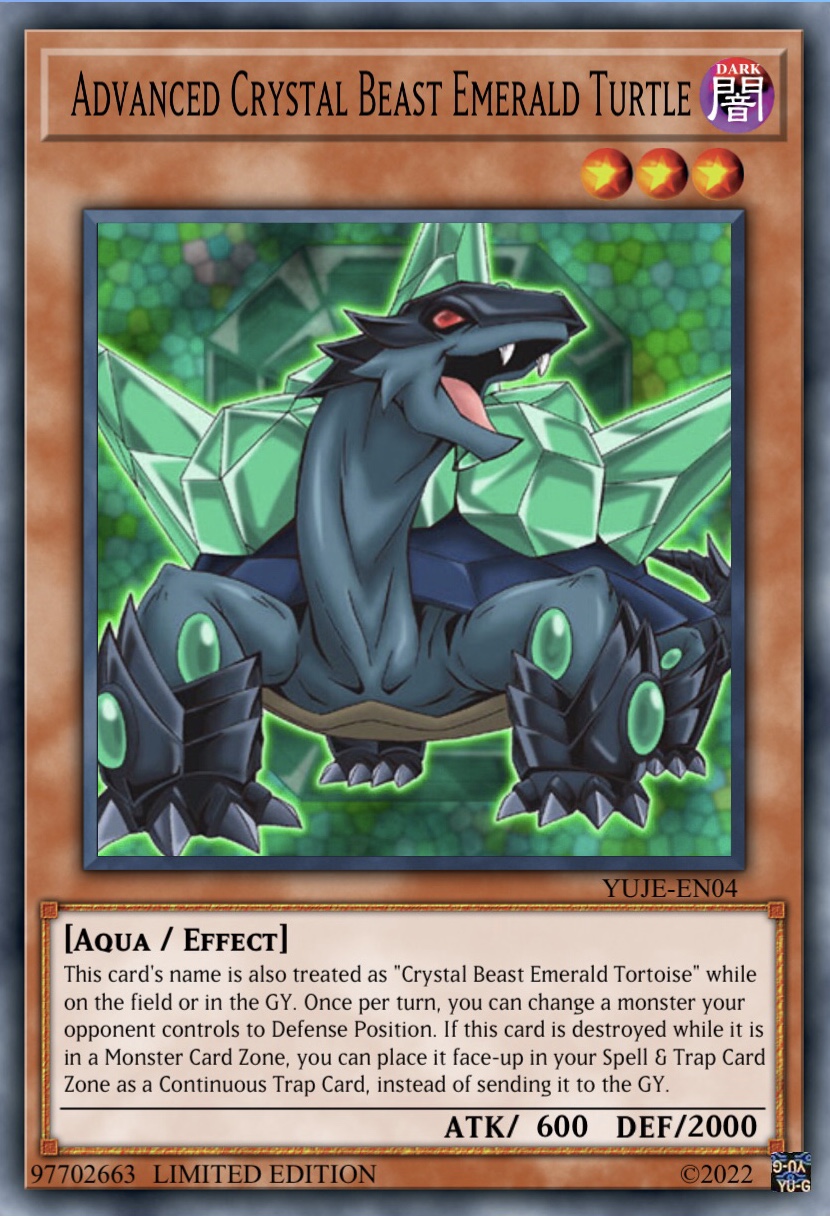 Advanced Crystal Beast Emerald Turtle
DARK
闇
YUJE-EN04
[Aqua / Effect]
This card's name is also treated as "Crystal Beast Emerald Tortoise" while
on the field or in the GY. Once per turn, you can change a monster your
opponent controls to Defense Position. If this card is destroyed while it is
in a Monster Card Zone, you can place it face-up in your Spell & Trap Card
Zone as a Continuous Trap Card, instead of sending it to the GY.
ATK/ 600 DEF/2000
97702663 LIMITED EDITION ©2022
YU-G
YU-G